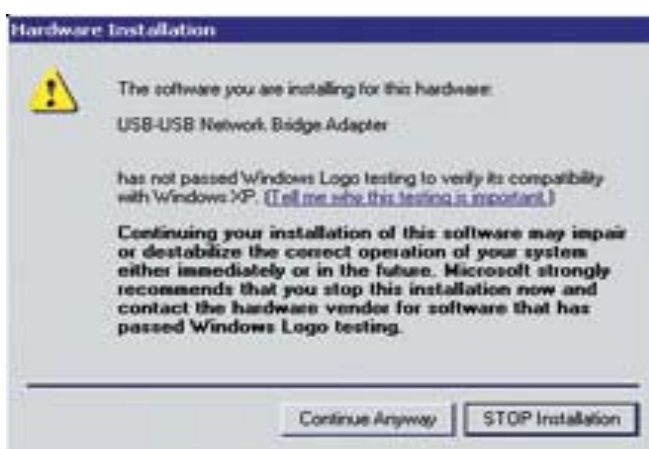 Hardware Installation
The software you are installing for this hardware:
USB-USB Network Bridge Adapter
has not passed Windows Logo testing to verify its compatibility
with Windows XP. (Tell me why this testing is important.)
Continuing your installation of this software may impair
or destabilize the correct operation of your system
either immediately or in the future. Microsoft strongly
recommends that you stop this installation now and
contact the hardware vendor for software that has
passed Windows Logo testing.
Continue Anyway
STOP Installation